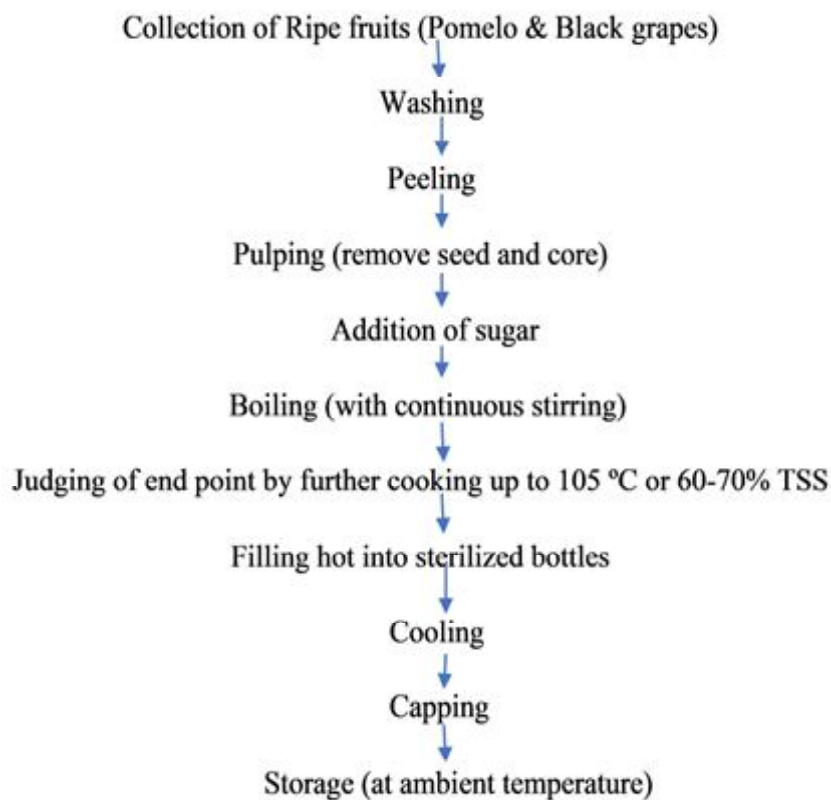 Collection of Ripe fruits (Pomelo & Black grapes)
Washing
Peeling
Pulping (remove seed and core)
Addition of sugar
Boiling (with continuous stirring)
Judging of end point by further cooking up to 105 ºC or 60-70% TSS
Filling hot into sterilized bottles
Cooling
Capping
Storage (at ambient temperature)